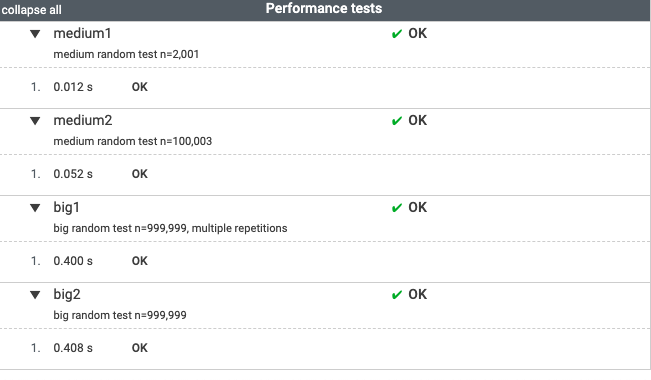 collapse all Performance tests
▼ medium1 ✔ OK
medium random test n=2,001
1. 0.012 s OK
▼ medium2 ✔ OK
medium random test n=100,003
1. 0.052 s OK
▼ big1 ✔ OK
big random test n=999,999, multiple repetitions
1. 0.400 s OK
▼ big2 ✔ OK
big random test n=999,999
1. 0.408 s OK